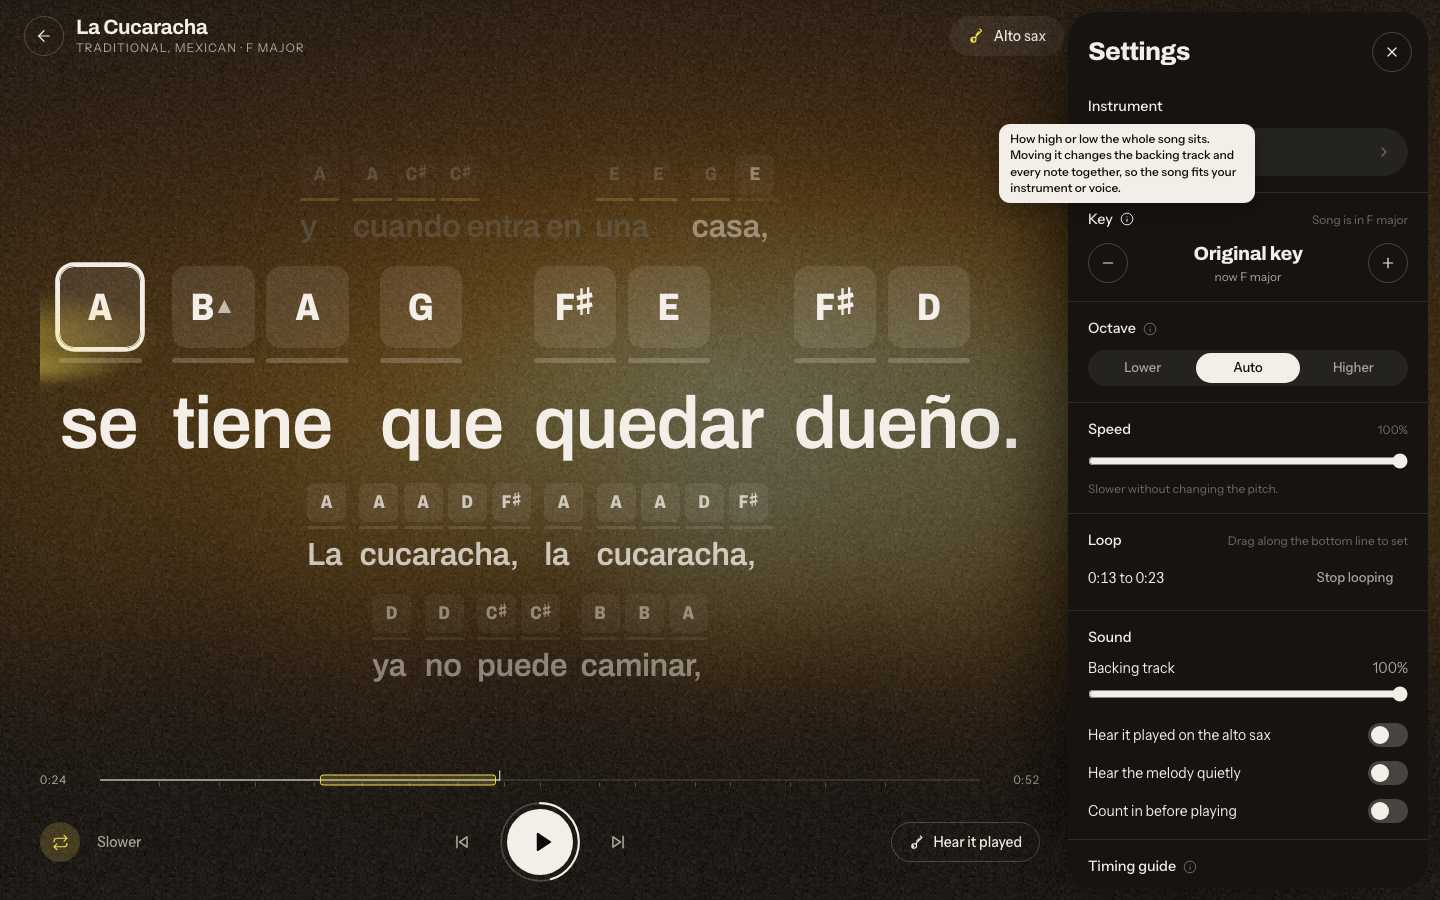 La Cucaracha
TRADITIONAL, MEXICAN · F MAJOR
Alto sax
A A C♯ C♯ E E G E
y cuando entra en una casa,
A B▲ A G F♯ E F♯ D
se tiene que quedar dueño.
A A A D F♯ A A A D F♯
La cucaracha, la cucaracha,
D D C♯ C♯ B B A
ya no puede caminar,
0:24
0:52
Slower
Hear it played
Settings
Instrument
How high or low the whole song sits.
Moving it changes the backing track and
every note together, so the song fits your
instrument or voice.
Key
Song is in F major
Original key
now F major
Octave
Lower Auto Higher
Speed
100%
Slower without changing the pitch.
Loop
Drag along the bottom line to set
0:13 to 0:23
Stop looping
Sound
Backing track
100%
Hear it played on the alto sax
Hear the melody quietly
Count in before playing
Timing guide